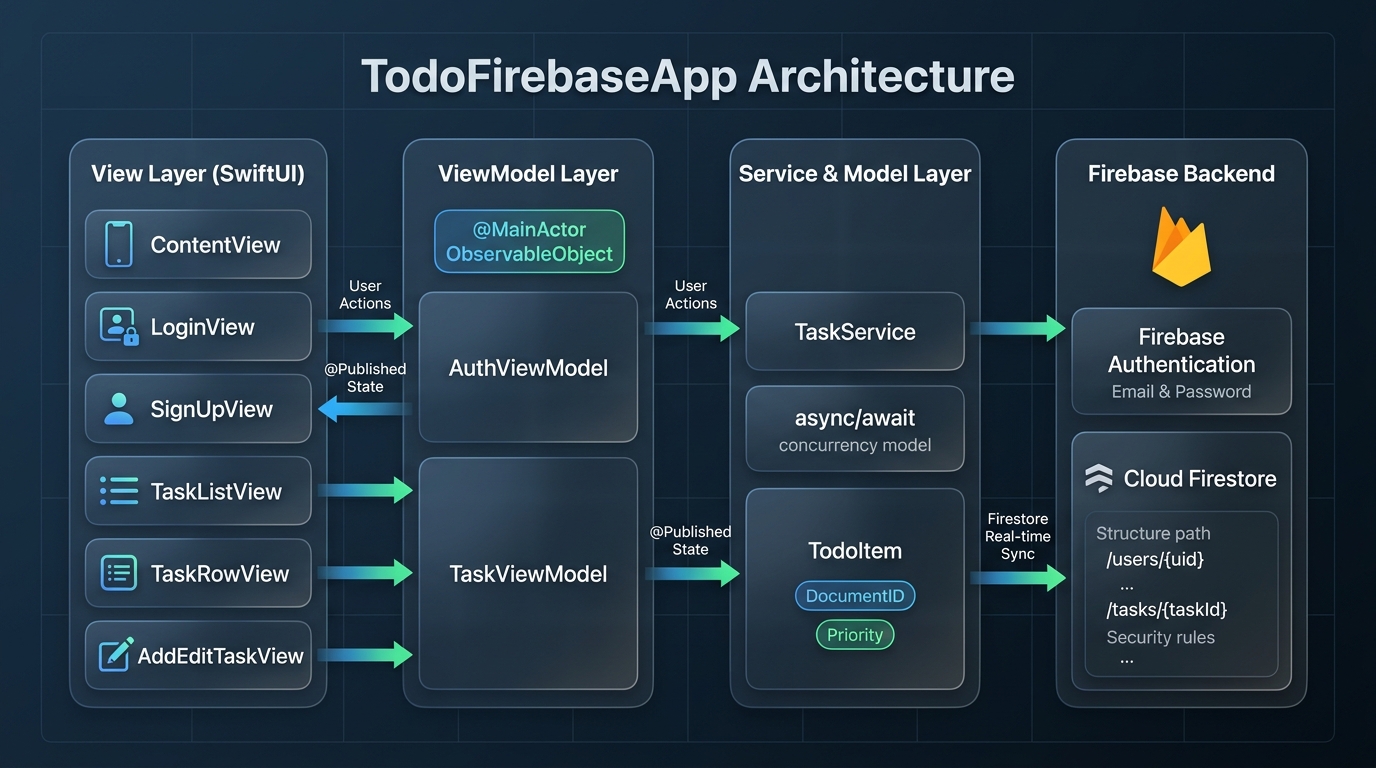 TodoFirebaseApp Architecture
View Layer (SwiftUI)
ContentView
LoginView
SignUpView
TaskListView
TaskRowView
AddEditTaskView
User
Actions
@Published
State
ViewModel Layer
@MainActor
ObservableObject
AuthViewModel
TaskViewModel
User
Actions
@Published
State
Service & Model Layer
TaskService
async/await
concurrency model
TodoItem
DocumentID
Priority
Firestore
Real-time
Sync
Firebase Backend
Firebase
Authentication
Email & Password
Cloud Firestore
Structure path
/users/{uid}
...
/tasks/{taskId}
Security rules
...